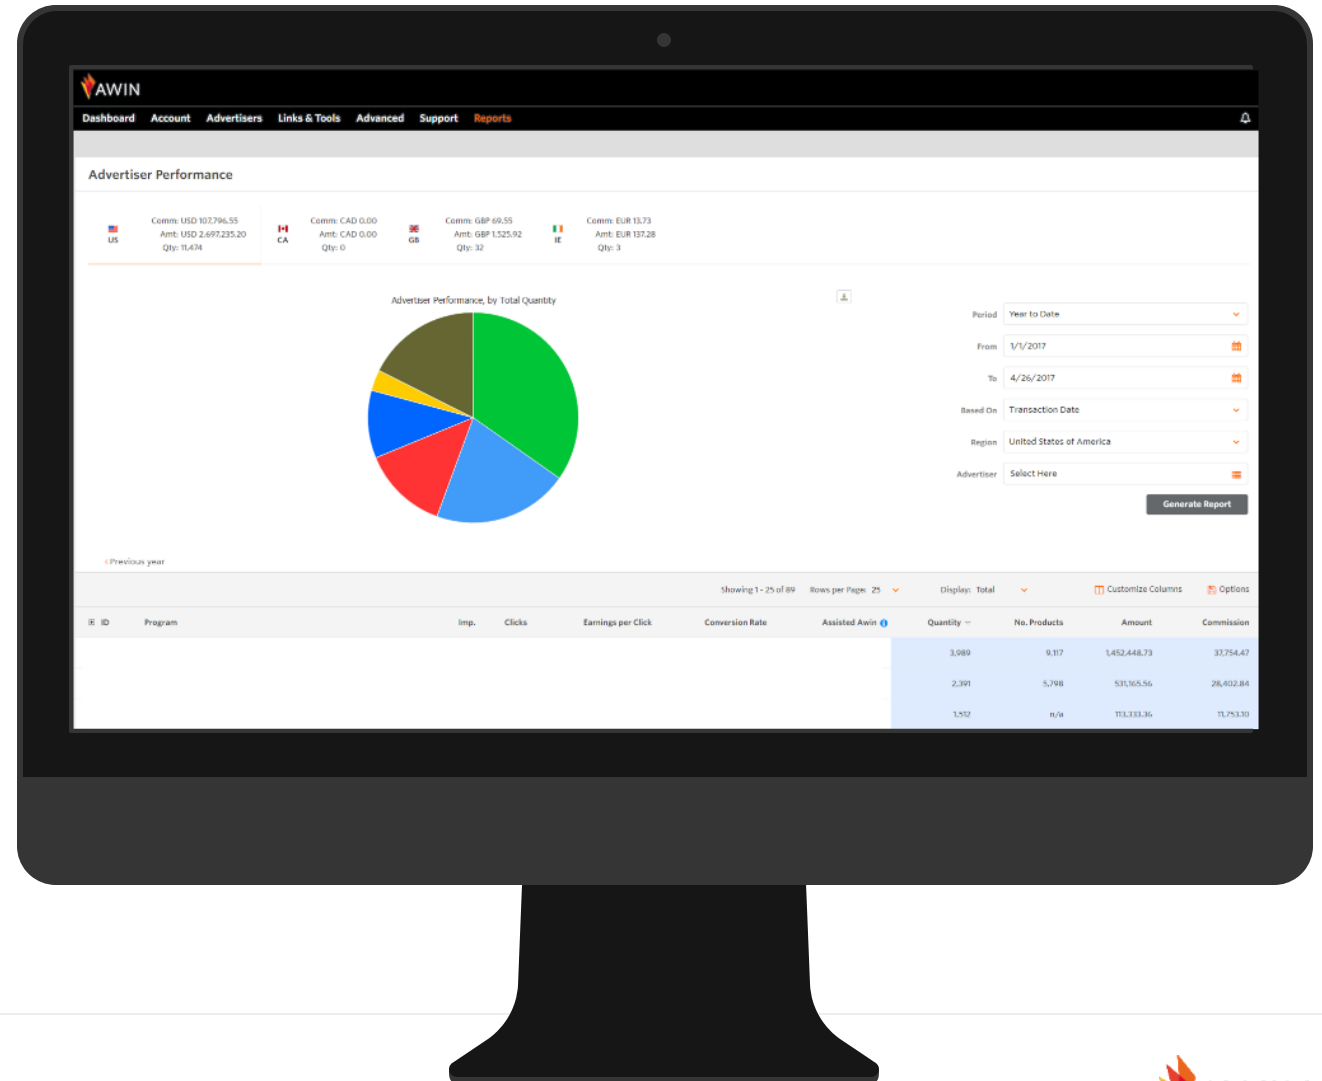 AWIN
Dashboard Account Advertisers Links & Tools Advanced Support Reports
Advertiser Performance
US
Comm: USD 107,796.55
Amt: USD 2,697,235.20
Qty: 11,474
CA
Comm: CAD 0.00
Amt: CAD 0.00
Qty: 0
GB
Comm: GBP 69.55
Amt: GBP 1,525.92
Qty: 32
IE
Comm: EUR 13.73
Amt: EUR 137.28
Qty: 3
Advertiser Performance, by Total Quantity
Period Year to Date
From 1/1/2017
To 4/26/2017
Based On Transaction Date
Region United States of America
Advertiser Select Here
Generate Report
‹ Previous year
Showing 1 - 25 of 89 Rows per Page: 25 Display: Total Customize Columns Options
ID Program Imp. Clicks Earnings per Click Conversion Rate Assisted Awin Quantity No. Products Amount Commission
3,989 9,117 1,452,448.73 37,754.47
2,391 5,798 531,165.56 28,402.84
1,512 n/a 113,333.36 11,753.10